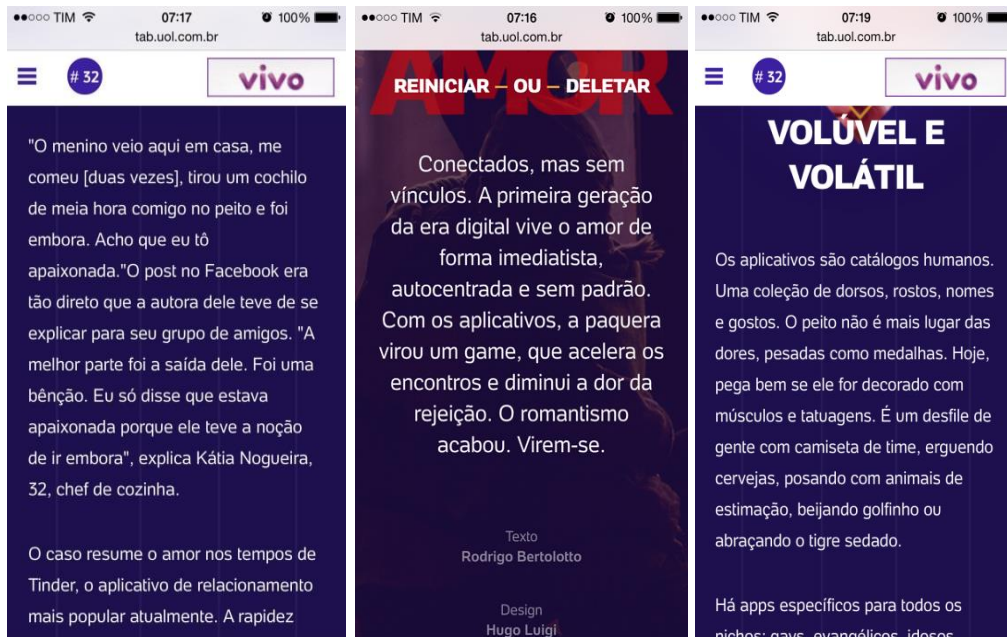 ●●○○○ TIM 07:17 100%
tab.uol.com.br
# 32
vivo
"O menino veio aqui em casa, me
comeu [duas vezes], tirou um cochilo
de meia hora comigo no peito e foi
embora. Acho que eu tô
apaixonada."O post no Facebook era
tão direto que a autora dele teve de se
explicar para seu grupo de amigos. "A
melhor parte foi a saída dele. Foi uma
bênção. Eu só disse que estava
apaixonada porque ele teve a noção
de ir embora", explica Kátia Nogueira,
32, chef de cozinha.
O caso resume o amor nos tempos de
Tinder, o aplicativo de relacionamento
mais popular atualmente. A rapidez
●●○○○ TIM 07:16 100%
tab.uol.com.br
AMOR
REINICIAR – OU – DELETAR
Conectados, mas sem
vínculos. A primeira geração
da era digital vive o amor de
forma imediatista,
autocentrada e sem padrão.
Com os aplicativos, a paquera
virou um game, que acelera os
encontros e diminui a dor da
rejeição. O romantismo
acabou. Virem-se.
Texto
Rodrigo Bertolotto
Design
Hugo Luigi
●●○○○ TIM 07:19 100%
tab.uol.com.br
# 32
vivo
VOLÚVEL E
VOLÁTIL
Os aplicativos são catálogos humanos.
Uma coleção de dorsos, rostos, nomes
e gostos. O peito não é mais lugar das
dores, pesadas como medalhas. Hoje,
pega bem se ele for decorado com
músculos e tatuagens. É um desfile de
gente com camiseta de time, erguendo
cervejas, posando com animais de
estimação, beijando golfinho ou
abraçando o tigre sedado.
Há apps específicos para todos os
nichos: gays, evangélicos, idosos